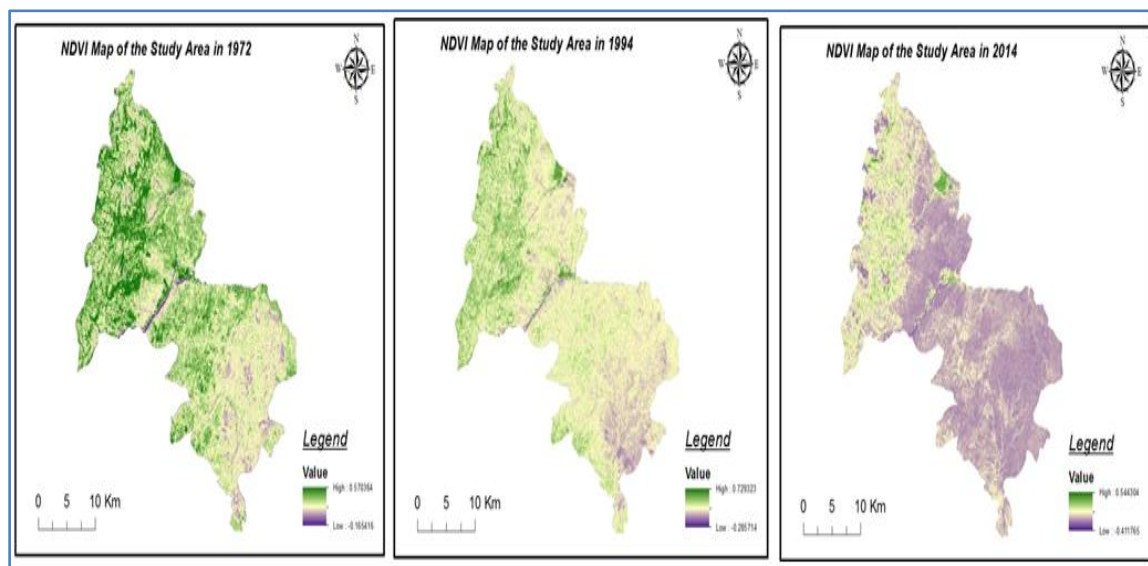 NDVI Map of the Study Area in 1972
N
W E
S
Legend
Value
High : 0.570364
Low : -0.165416
0 5 10 Km
NDVI Map of the Study Area in 1994
N
W E
S
Legend
Value
High : 0.729323
Low : -0.285714
0 5 10 Km
NDVI Map of the Study Area in 2014
N
W E
S
Legend
Value
High : 0.544304
Low : -0.411765
0 5 10 Km